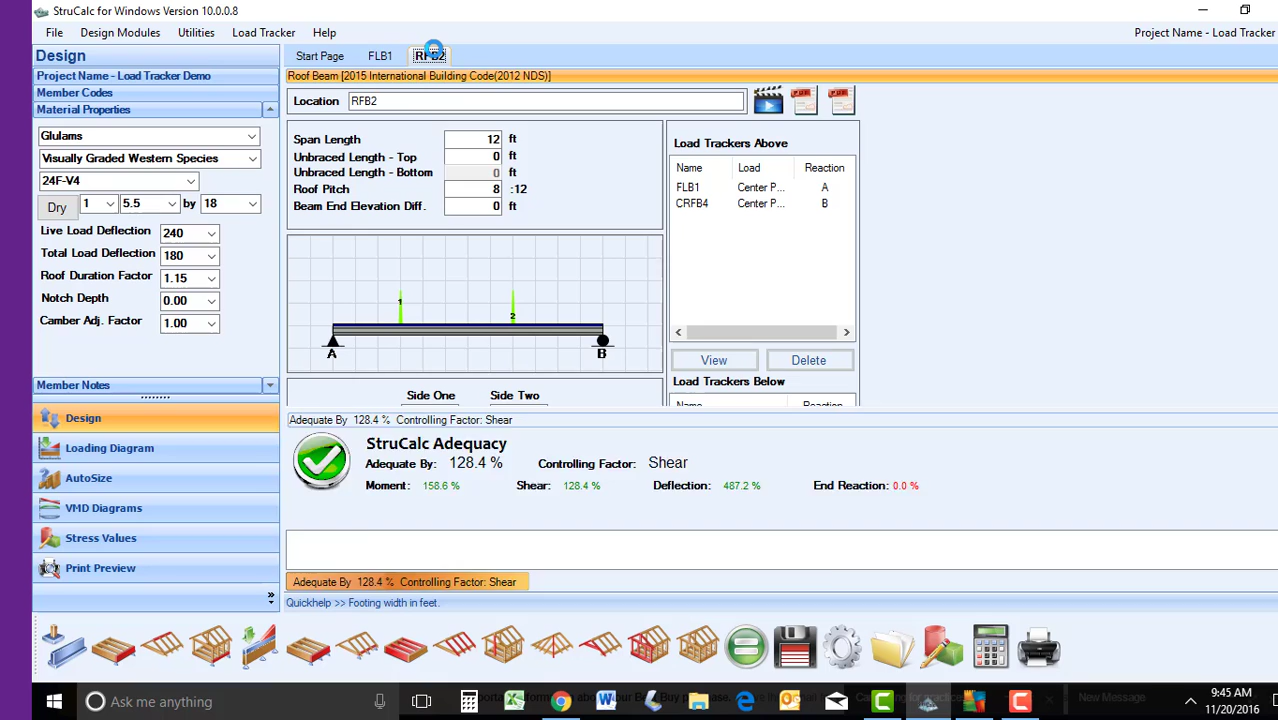 StruCalc for Windows Version 10.0.0.8
File Design Modules Utilities Load Tracker Help
Project Name - Load Tracker
Design
Start Page FLB1 RFB2
Project Name - Load Tracker Demo
Roof Beam [2015 International Building Code(2012 NDS)]
Member Codes
Material Properties
Location RFB2
Glulams
Visually Graded Western Species
24F-V4
Dry 1 5.5 by 18
Live Load Deflection 240
Total Load Deflection 180
Roof Duration Factor 1.15
Notch Depth 0.00
Camber Adj. Factor 1.00
Span Length 12 ft
Unbraced Length - Top 0 ft
Unbraced Length - Bottom 0 ft
Roof Pitch 8 :12
Beam End Elevation Diff. 0 ft
Load Trackers Above
Name Load Reaction
FLB1 Center P... A
CRFB4 Center P... B
1
2
A B
View Delete
Load Trackers Below
Name Reaction
Side One Side Two
Member Notes
Design
Loading Diagram
AutoSize
VMD Diagrams
Stress Values
Print Preview
Adequate By 128.4 % Controlling Factor: Shear
StruCalc Adequacy
Adequate By: 128.4 % Controlling Factor: Shear
Moment: 158.6 % Shear: 128.4 % Deflection: 487.2 % End Reaction: 0.0 %
Adequate By 128.4 % Controlling Factor: Shear
Quickhelp >> Footing width in feet.
Ask me anything
New Message
9:45 AM
11/20/2016